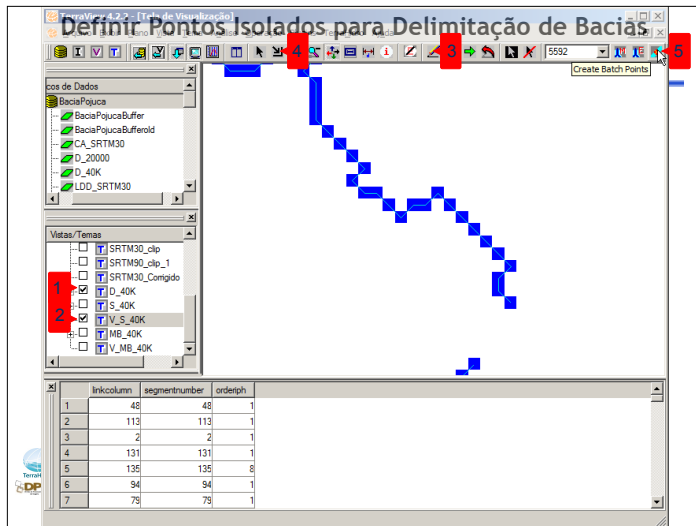 TerraView 4.2.2 - [Tela de Visualização]
Definir Pontos Isolados para Delimitação de Bacias
I V T
4
3
5592
5
Create Batch Points
cos de Dados
BaciaPojuca
BaciaPojucaBuffer
BaciaPojucaBufferold
CA_SRTM30
D_20000
D_40K
LDD_SRTM30
Vistas/Temas
T SRTM30_clip
T SRTM90_clip_1
T SRTM30_Corrigido
1 T D_40K
T S_40K
2 T V_S_40K
T MB_40K
T V_MB_40K
linkcolumn segmentnumber orderiph
1 48 48 1
2 113 113 1
3 2 2 1
4 131 131 1
5 135 135 8
6 94 94 1
7 79 79 1